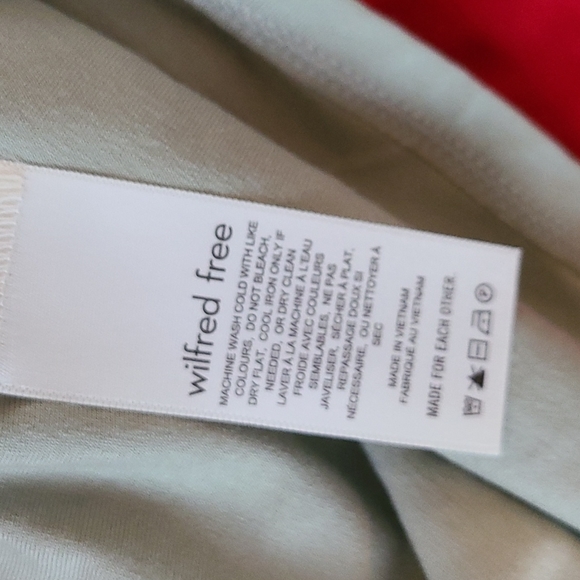 wilfred free
MACHINE WASH COLD WITH LIKE
COLOURS, DO NOT BLEACH,
DRY FLAT, COOL IRON ONLY IF
NEEDED, OR DRY CLEAN
LAVER À LA MACHINE À L'EAU
FROIDE AVEC COULEURS
SEMBLABLES, NE PAS
JAVELISER, SÉCHER À PLAT,
REPASSAGE DOUX SI
NÉCESSAIRE, OU NETTOYER À
SEC
MADE IN VIETNAM
FABRIQUÉ AU VIETNAM
MADE FOR EACH OTHER.